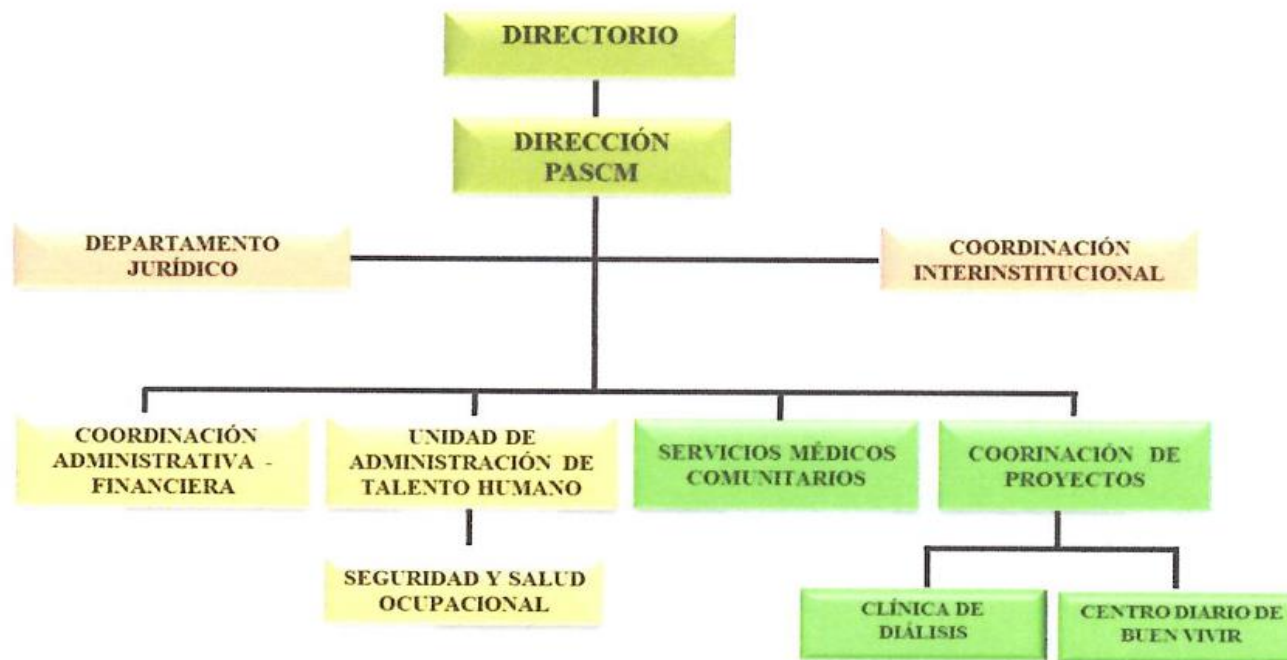 DIRECTORIO
DIRECCIÓN
PASCM
DEPARTAMENTO
JURÍDICO
COORDINACIÓN
INTERINSTITUCIONAL
COORDINACIÓN
ADMINISTRATIVA -
FINANCIERA
UNIDAD DE
ADMINISTRACIÓN DE
TALENTO HUMANO
SERVICIOS MÉDICOS
COMUNITARIOS
COORINACIÓN DE
PROYECTOS
SEGURIDAD Y SALUD
OCUPACIONAL
CLÍNICA DE
DIÁLISIS
CENTRO DIARIO DE
BUEN VIVIR